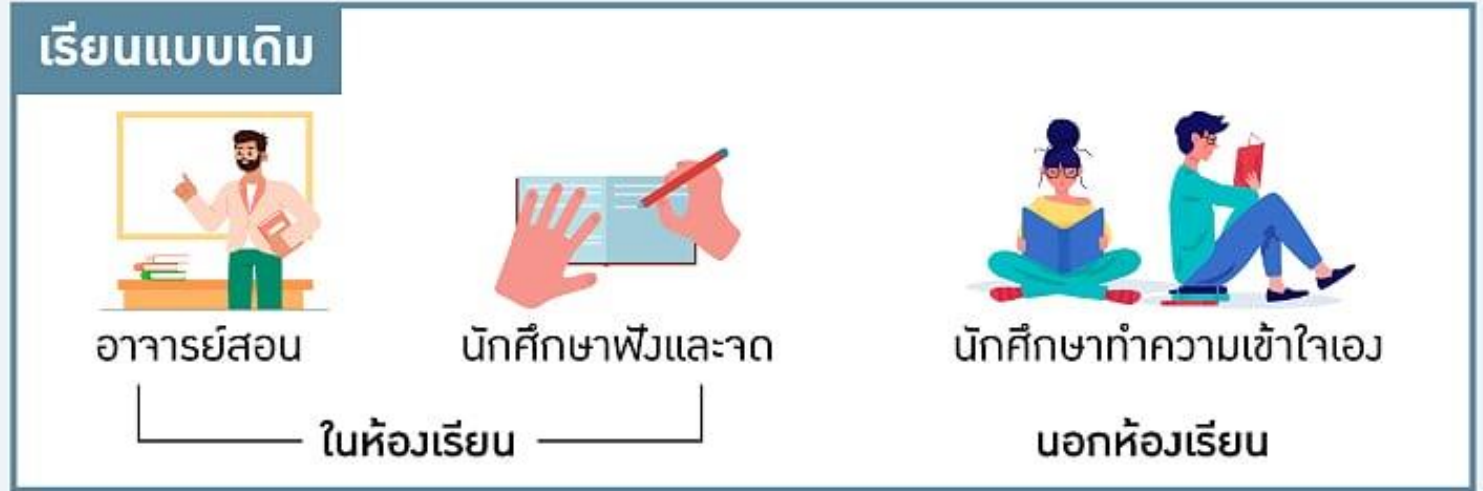 เรียนแบบเดิม
อาจารย์สอน นักศึกษาฟังและจด นักศึกษาทำความเข้าใจเอง
ในห้องเรียน นอกห้องเรียน